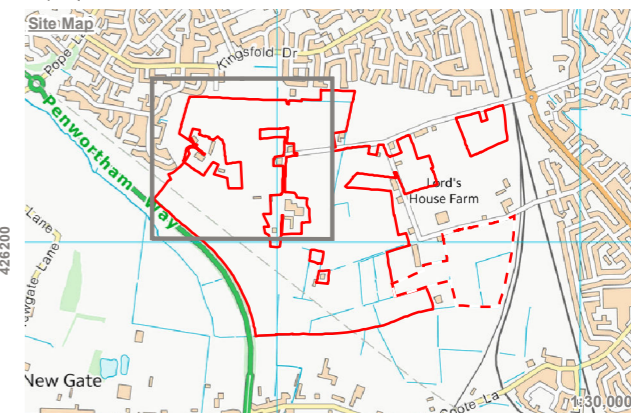 Site Map
Pope L
Kingsfold Dr
Penwortham Way
Lord's
House Farm
Lane
wgate Lane
426200
New Gate
Coote La
1:30,000